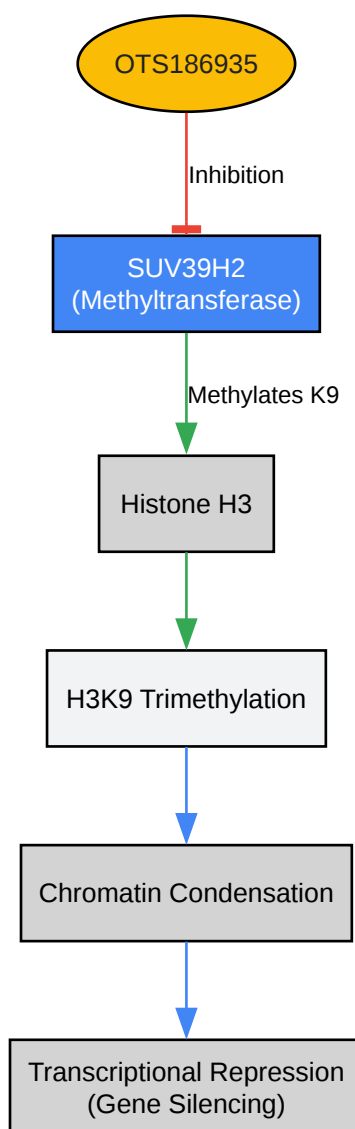 OTS186935
Inhibition
SUV39H2
(Methyltransferase)
Methylates K9
Histone H3
H3K9 Trimethylation
Chromatin Condensation
Transcriptional Repression
(Gene Silencing)